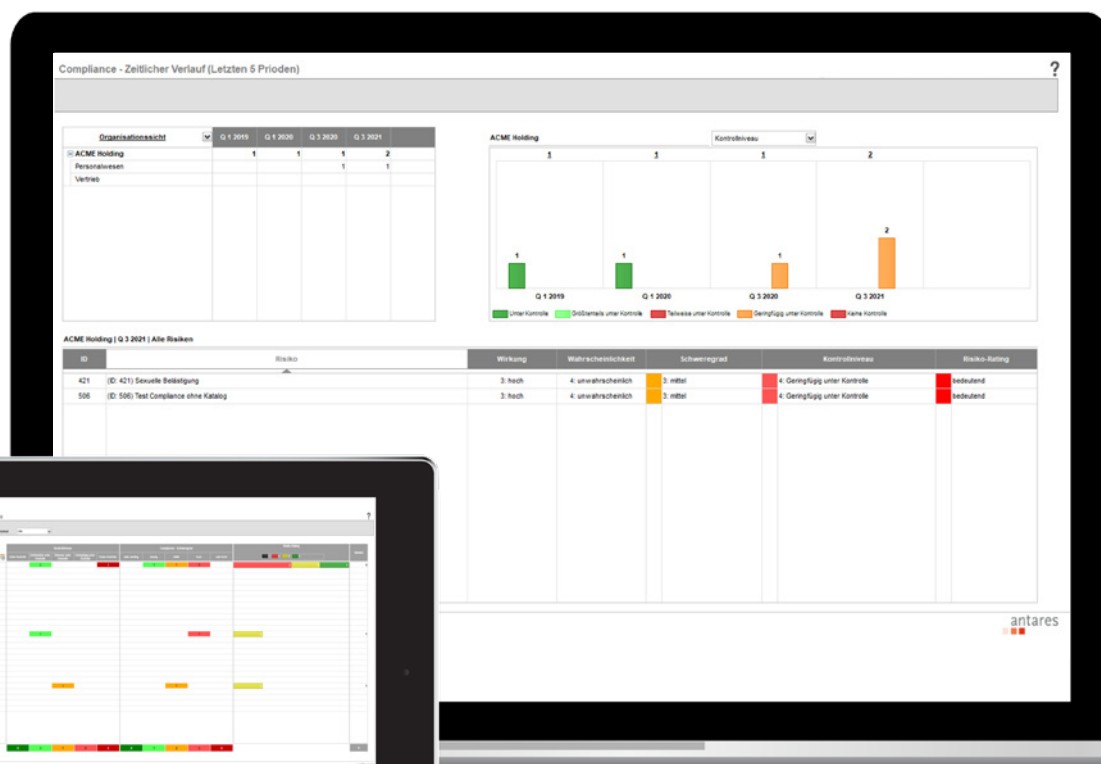 Compliance - Zeitlicher Verlauf (Letzten 5 Prioden)
?
Organisationssicht Q 1 2019 Q 1 2020 Q 3 2020 Q 3 2021
ACME Holding 1 1 1 2
Personalwesen 1 1
Vertrieb
ACME Holding Kontrollniveau
1 1 1 2
1 1 1 2
Q 1 2019 Q 1 2020 Q 3 2020 Q 3 2021
Unter Kontrolle Größtenteils unter Kontrolle Teilweise unter Kontrolle Geringfügig unter Kontrolle Keine Kontrolle
ACME Holding | Q 3 2021 | Alle Risiken
ID Risiko Wirkung Wahrscheinlichkeit Schweregrad Kontrollniveau Risiko-Rating
421 (ID: 421) Sexuelle Belästigung 3: hoch 4: unwahrscheinlich 3: mittel 4: Geringfügig unter Kontrolle bedeutend
506 (ID: 506) Test Compliance ohne Katalog 3: hoch 4: unwahrscheinlich 3: mittel 4: Geringfügig unter Kontrolle bedeutend
antares
?